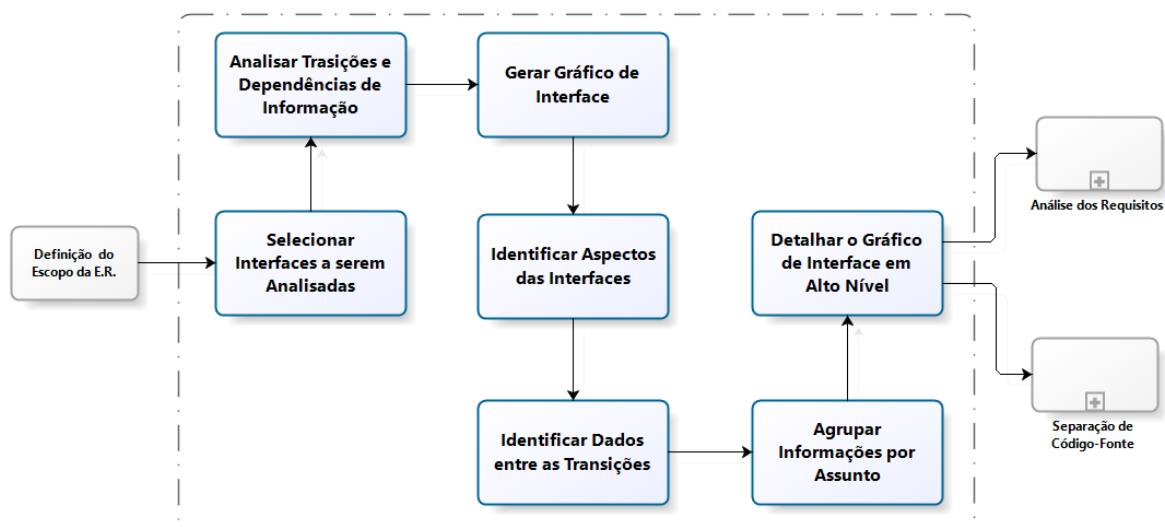 Analisar Trasições e
Dependências de
Informação
Gerar Gráfico de
Interface
Análise dos Requisitos
Definição do
Escopo da E.R.
Selecionar
Interfaces a serem
Analisadas
Identificar Aspectos
das Interfaces
Detalhar o Gráfico
de Interface em
Alto Nível
Identificar Dados
entre as Transições
Agrupar
Informações por
Assunto
Separação de
Código-Fonte